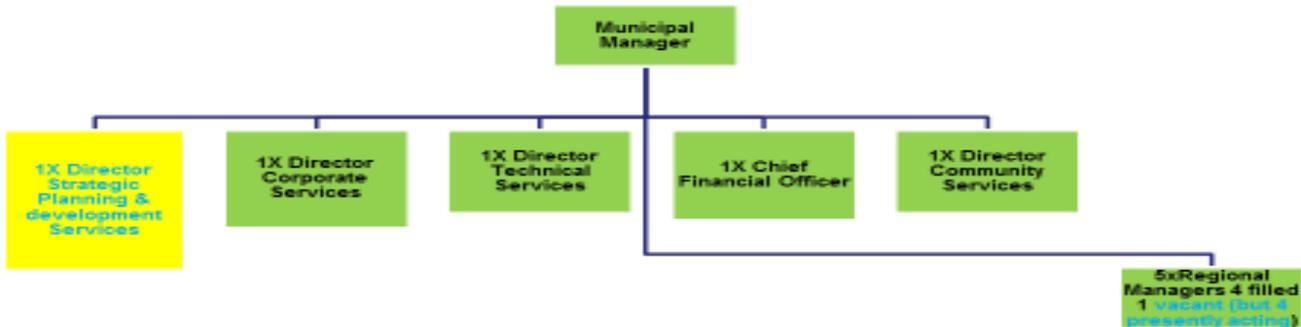 Municipal
Manager
1X Director
Strategic
Planning &
development
Services
1X Director
Corporate
Services
1X Director
Technical
Services
1X Chief
Financial Officer
1X Director
Community
Services
5xRegional
Managers 4 filled
1 vacant (but 4
presently acting)